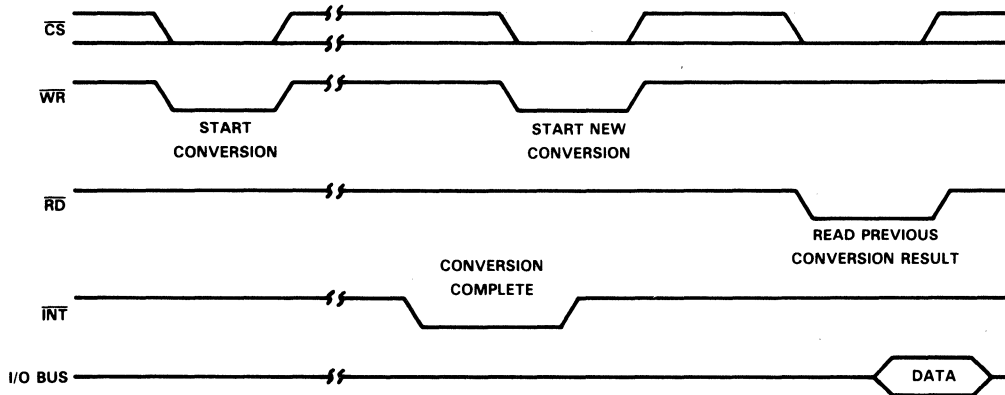 CS
WR
START
CONVERSION
START NEW
CONVERSION
RD
READ PREVIOUS
CONVERSION RESULT
CONVERSION
COMPLETE
INT
I/O BUS
DATA